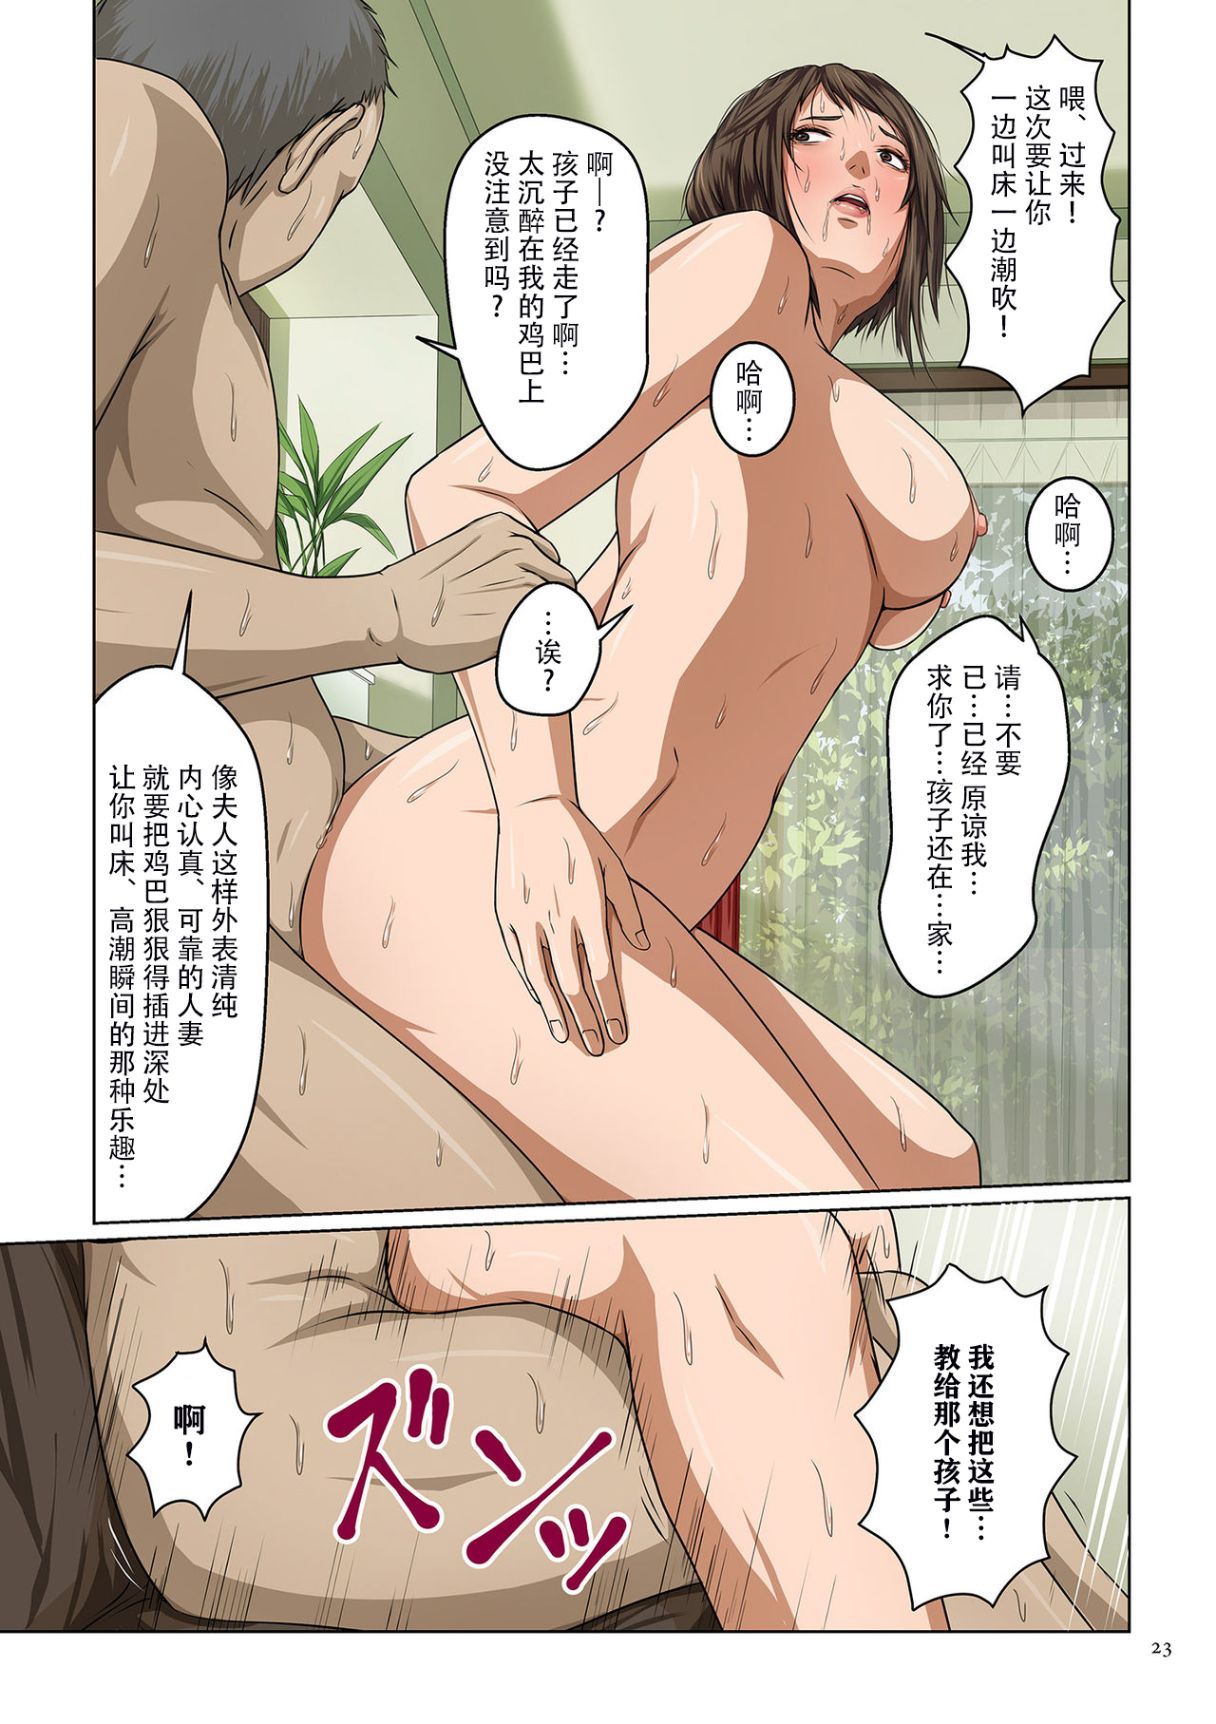 喂、过来！
这次要让你
一边叫床一边潮吹！
啊—？
孩子已经走了啊…
太沉醉在我的鸡巴上
没注意到吗？
哈啊…
哈啊…
请…不要
已…已经原谅我…
求你了…孩子还在…家…
…诶？
像夫人这样外表清纯
内心认真、可靠的人妻
就要把鸡巴狠狠得插进深处
让你叫床、高潮瞬间的那种乐趣…
我还想把这些…
教给那个孩子！
ズンッ
啊！
23